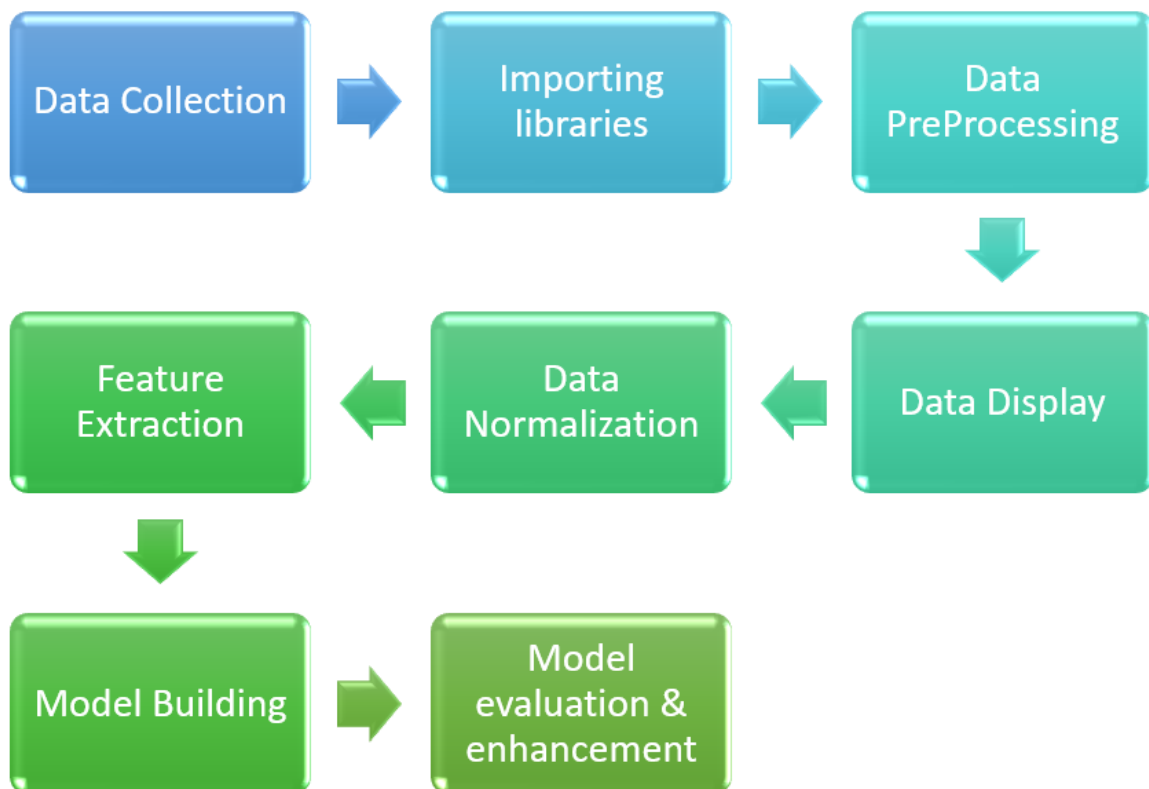 Data Collection
Importing
libraries
Data
PreProcessing
Data Display
Data
Normalization
Feature
Extraction
Model Building
Model
evaluation &
enhancement